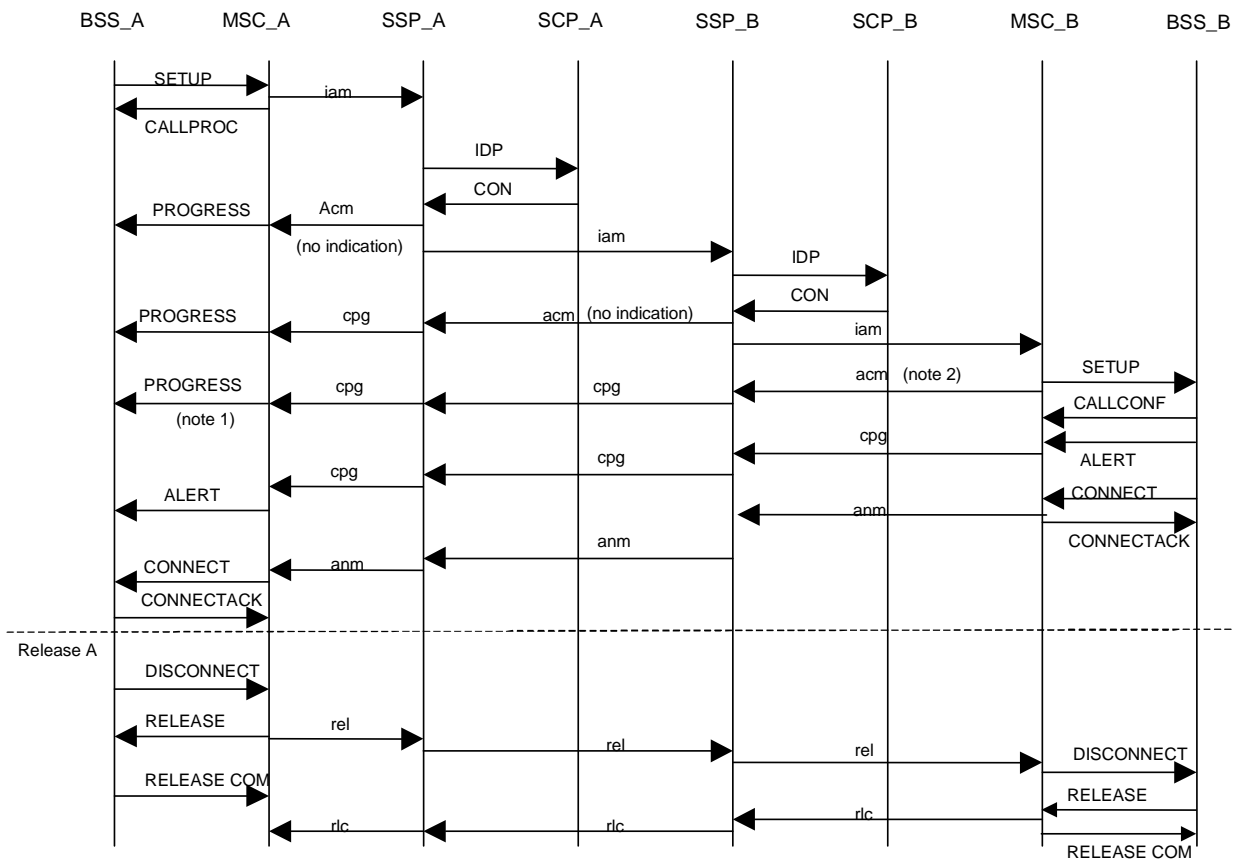 BSS_A MSC_A SSP_A SCP_A SSP_B SCP_B MSC_B BSS_B
SETUP
iam
CALLPROC
IDP
CON
PROGRESS Acm
(no indication)
iam
IDP
CON
PROGRESS cpg acm (no indication)
iam
SETUP
PROGRESS cpg cpg acm (note 2)
(note 1)
CALLCONF
cpg
ALERT
cpg
cpg
ALERT
CONNECT
anm
CONNECTACK
anm
CONNECT anm
CONNECTACK
Release A
DISCONNECT
RELEASE rel
rel
rel DISCONNECT
RELEASE COM
RELEASE
rlc rlc rlc
RELEASE COM